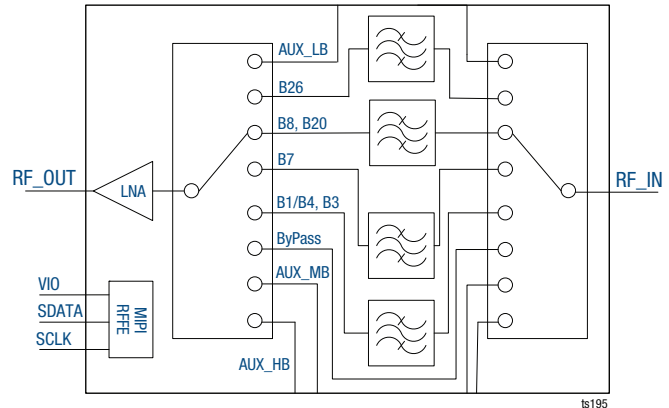 AUX_LB
B26
B8, B20
B7
B1/B4, B3
ByPass
AUX_MB
AUX_HB
RF_OUT
LNA
RF_IN
VIO
SDATA
SCLK
MIPI
RFFE
ts195